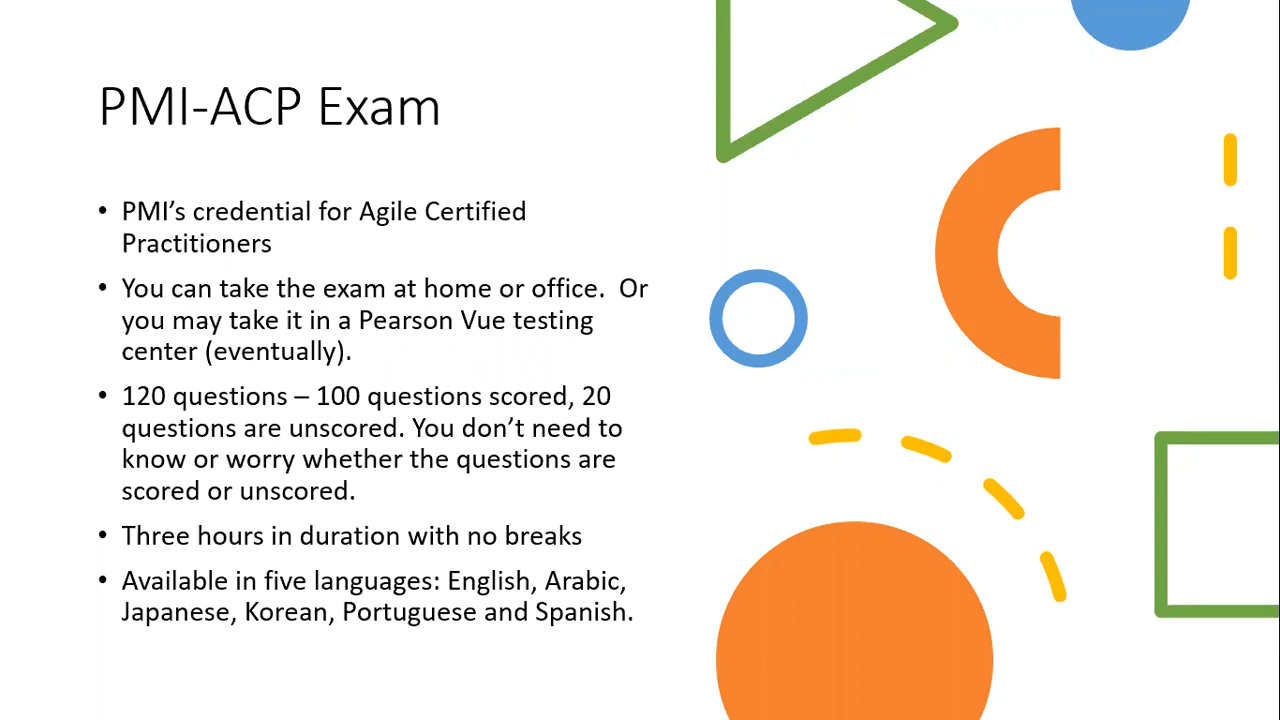 PMI-ACP Exam
• PMI’s credential for Agile Certified
Practitioners
• You can take the exam at home or office.  Or
you may take it in a Pearson Vue testing
center (eventually).
• 120 questions – 100 questions scored, 20
questions are unscored. You don’t need to
know or worry whether the questions are
scored or unscored.
• Three hours in duration with no breaks
• Available in five languages: English, Arabic,
Japanese, Korean, Portuguese and Spanish.